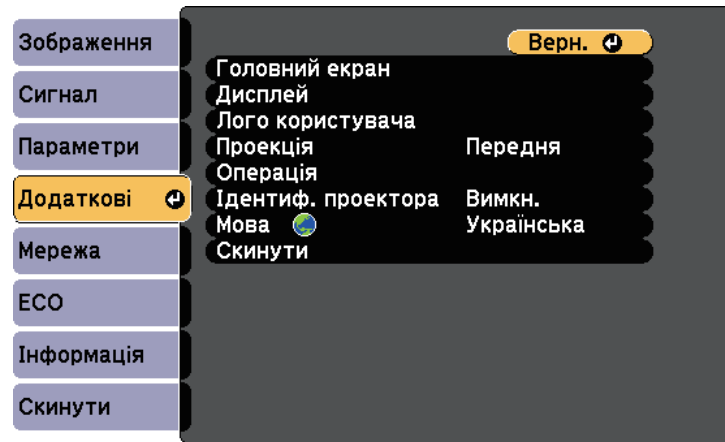 Зображення
Сигнал
Параметри
Додаткові
Мережа
ECO
Інформація
Скинути
Верн.
Головний екран
Дисплей
Лого користувача
Проекція Передня
Операція
Ідентиф. проектора Вимкн.
Мова Українська
Скинути